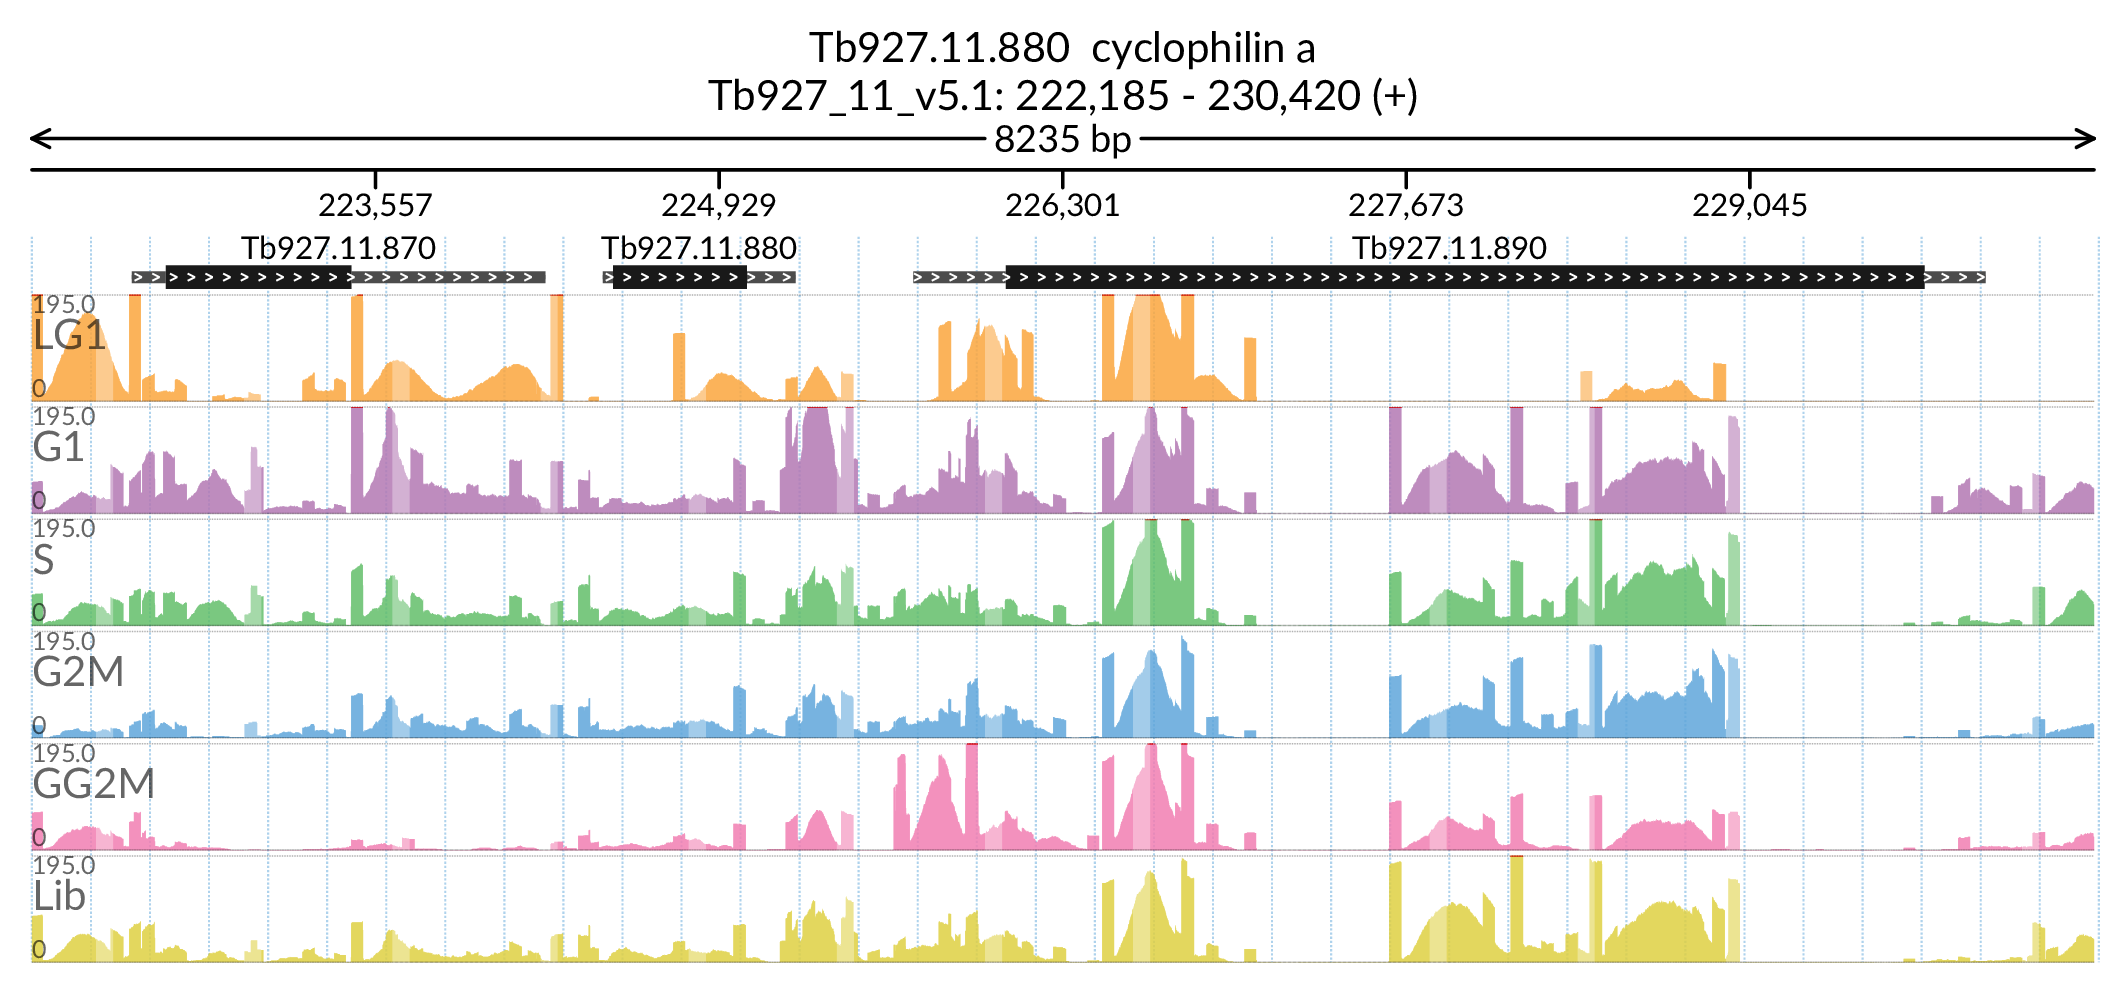 Tb927.11.880  cyclophilin a
Tb927_11_v5.1: 222,185 - 230,420 (+)
8235 bp
223,557 224,929 226,301 227,673 229,045
Tb927.11.870 Tb927.11.880 Tb927.11.890
195.0
LG1
0
195.0
G1
0
195.0
S
0
195.0
G2M
0
195.0
GG2M
0
195.0
Lib
0